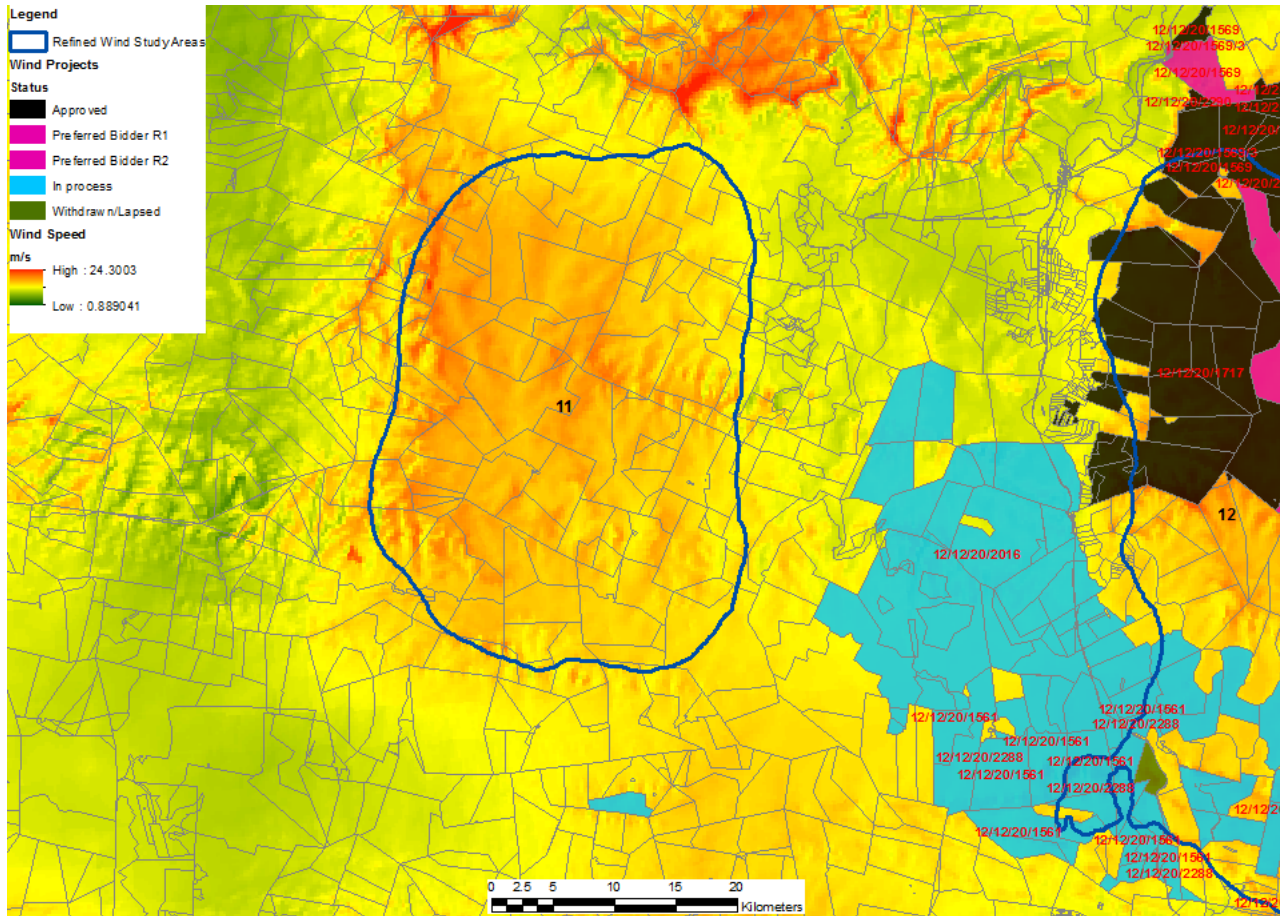 Legend
Refined Wind Study Areas
Wind Projects
Status
Approved
Preferred Bidder R1
Preferred Bidder R2
In process
Withdrawn/Lapsed
Wind Speed
m/s
High : 24.3003
Low : 0.889041
12/12/20/1569
12/12/20/1569/3
12/12/20/1569
12/12/20/1569
11
12/12/20/1717
12
12/12/20/2016
12/12/20/1561
12/12/20/1561
12/12/20/2288
12/12/20/1561
12/12/20/2288
12/12/20/1561
12/12/20/1561
12/12/20/2288
12/12/20/1561
12/12/20/1561
12/12/20/1561
12/12/20/2288
0 2.5 5 10 15 20
Kilometers